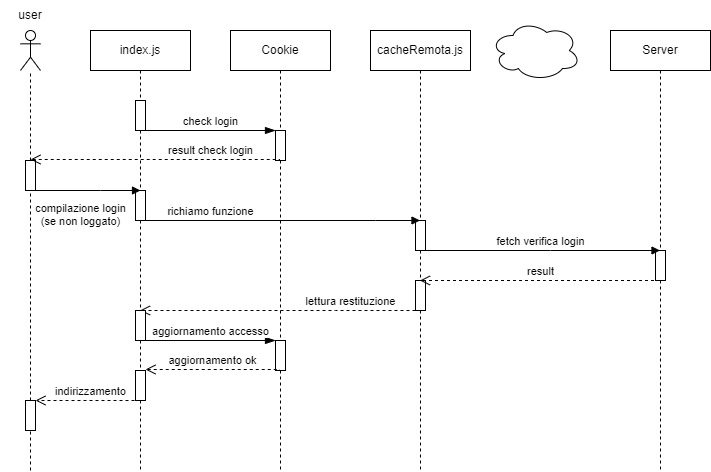 user
index.js
Cookie
cacheRemota.js
Server
check login
result check login
compilazione login
(se non loggato)
richiamo funzione
fetch verifica login
result
lettura restituzione
aggiornamento accesso
aggiornamento ok
indirizzamento